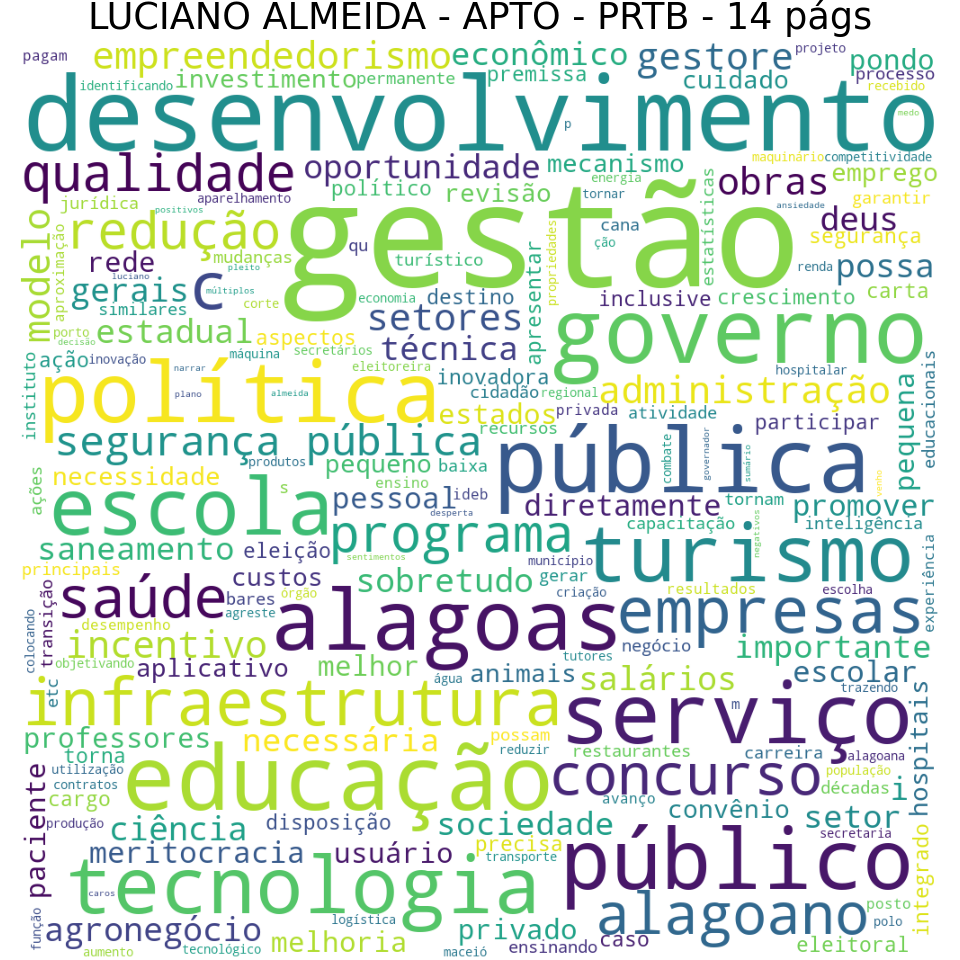 LUCIANO ALMEIDA - APTO - PRTB - 14 págs
pagam empreendedorismo econômico gestore projeto pondo
identificando investimento permanente premissa cuidado processo recebido
desenvolvimento p medo
qualidade oportunidade mecanismo maquinário competitividade
jurídica aparelhamento político revisão energia tornar obras emprego
modelo aproximação positivos redução gestão propriedades estatísticas ansiedade deus garantir
rede mudanças pleito qu turístico cana ção segurança
gerais luciano c múltiplos renda possa
similares corte economia destino setores apresentar inclusive crescimento carta
porto decisão estadual aspectos técnica governo
instituto ação inovação máquina secretários eleitoreira hospitalar
narrar política plano almeida inovadora cidadão regional administração educacionais
estados recursos privada atividade participar pequena
segurança pública pública combate governador sumário
necessidade produtos pequeno baixa venho
ações escola s ensino pessoal ideb diretamente tornam promover
desperta programa capacitação inteligência
saneamento eleição sentimentos turismo negativos
principais custos sobretudo município gerar
transição saúde bares órgão criação resultados escolha experiência
agreste alagoas empresas
colocando desempenho incentivo negócio importante
objetivando aplicativo melhor tutores
etc água animais salários escolar trazendo
infraestrutura serviço m hospitais
professores necessária possam
torna reduzir restaurantes carreira alagoana
utilização contratos educação concurso população
cargo avanço décadas i
paciente produção ciência disposição sociedade convênio setor
meritocracia usuário precisa transporte público secretaria integrado
tecnologia caros
função agronegócio logística privado alagoano posto polo
aumento tecnológico melhoria maceió ensinando caso eleitoral